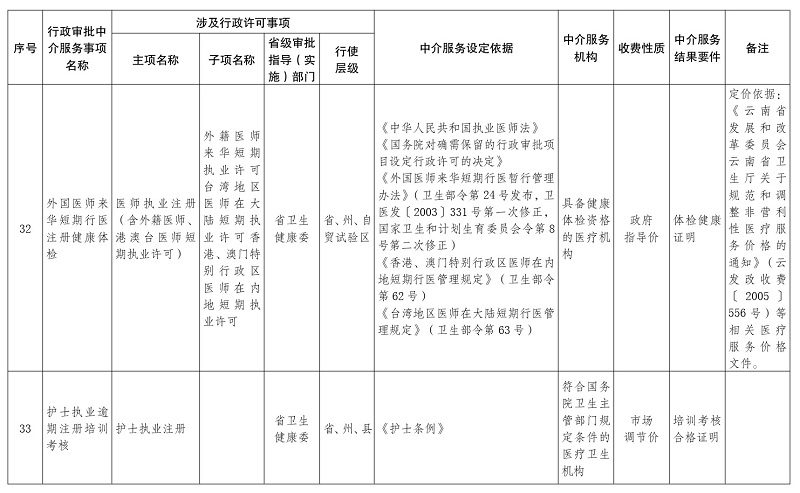 序号
行政审批中
介服务事项
名称
涉及行政许可事项
主项名称
子项名称
省级审批
指导（实
施）部门
行使
层级
中介服务设定依据
中介服务
机构
收费性质
中介服务
结果要件
备注
32
外国医师来
华短期行医
注册健康体
检
医师执业注册
（含外籍医师、
港澳台医师短
期执业许可）
外籍医师
来华短期
执业许可
台湾地区
医师在大
陆短期执
业许可香
港、澳门特
别行政区
医师在内
地短期执
业许可
省卫生
健康委
省、州、自
贸试验区
《中华人民共和国执业医师法》
《国务院对确需保留的行政审批项
目设定行政许可的决定》
《外国医师来华短期行医暂行管理
办法》（卫生部令第 24 号发布，卫
医发〔2003〕331 号第一次修正，
国家卫生和计划生育委员会令第 8
号第二次修正）
《香港、澳门特别行政区医师在内
地短期行医管理规定》（卫生部令
第 62 号）
《台湾地区医师在大陆短期行医管
理规定》（卫生部令第 63 号）
具备健康
体检资格
的医疗机
构
政府
指导价
体检健康
证明
定价依据：
《云南省
发展和改
革委员会
云南省卫
生厅关于
规范和调
整非营利
性医疗服
务价格的
通知》（云
发改收费
〔2005〕
556 号）等
相关医疗
服务价格
文件。
33
护士执业逾
期注册培训
考核
护士执业注册
省卫生
健康委
省、州、县
《护士条例》
符合国务
院卫生主
管部门规
定条件的
医疗卫生
机构
市场
调节价
培训考核
合格证明